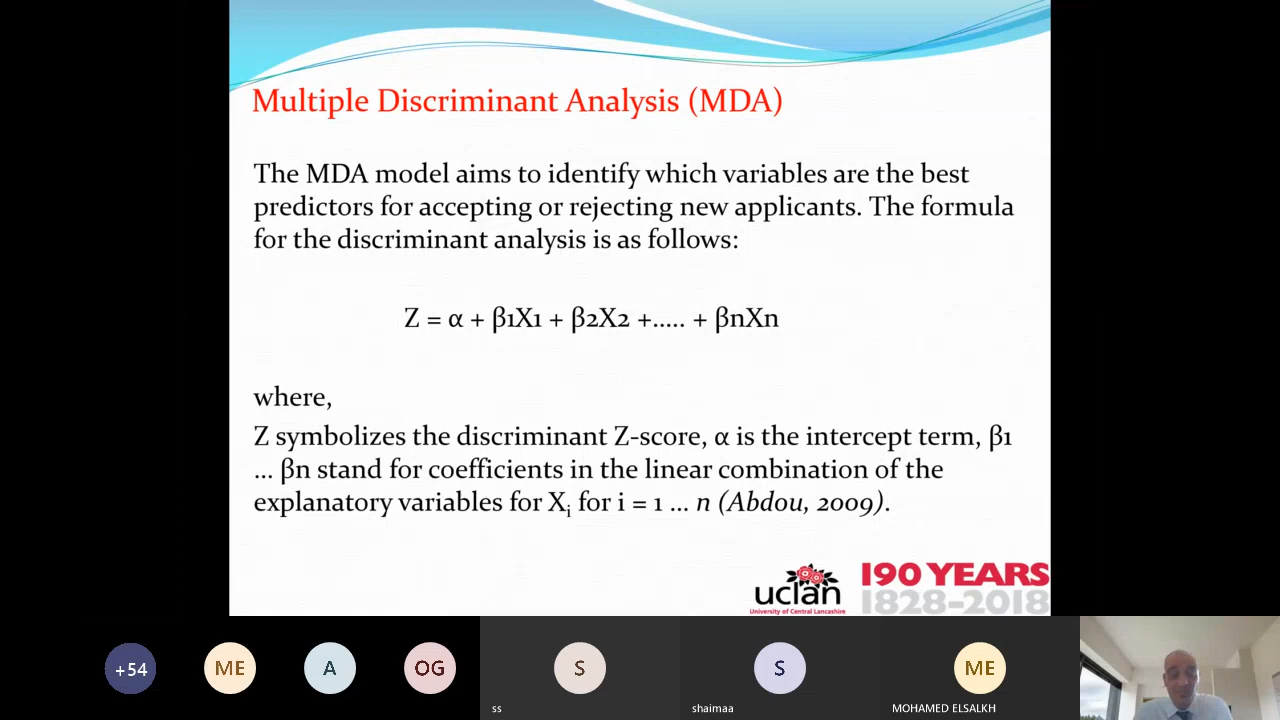 Multiple Discriminant Analysis (MDA)
The MDA model aims to identify which variables are the best
predictors for accepting or rejecting new applicants. The formula
for the discriminant analysis is as follows:
Z = α + β1X1 + β2X2 +..... + βnXn
where,
Z symbolizes the discriminant Z-score, α is the intercept term, β1
... βn stand for coefficients in the linear combination of the
explanatory variables for Xi for i = 1 ... n (Abdou, 2009).
uclan
University of Central Lancashire
190 YEARS
1828-2018
+54
ME
A
OG
S
S
ME
ss
shaimaa
MOHAMED ELSALKH